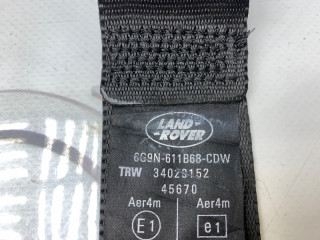 LAND-
-ROVER
6G9N-611B68-CDW
TRW 34028152
45670
Aer4m Aer4m
E1 e1